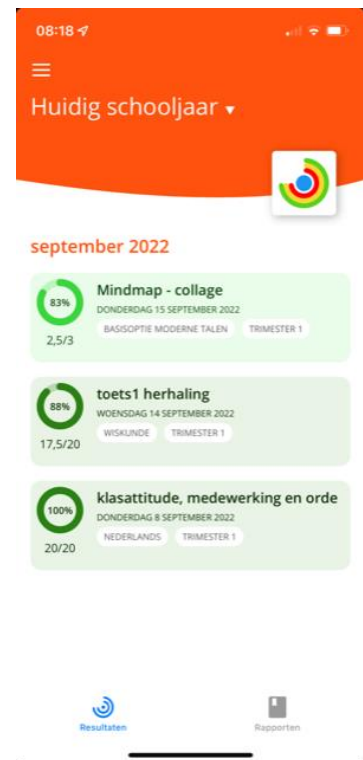 08:18
Huidig schooljaar
september 2022
83%
2,5/3
Mindmap - collage
DONDERDAG 15 SEPTEMBER 2022
BASISOPTIE MODERNE TALEN TRIMESTER 1
88%
17,5/20
toets1 herhaling
WOENSDAG 14 SEPTEMBER 2022
WISKUNDE TRIMESTER 1
100%
20/20
klasattitude, medewerking en orde
DONDERDAG 8 SEPTEMBER 2022
NEDERLANDS TRIMESTER 1
Resultaten Rapporten